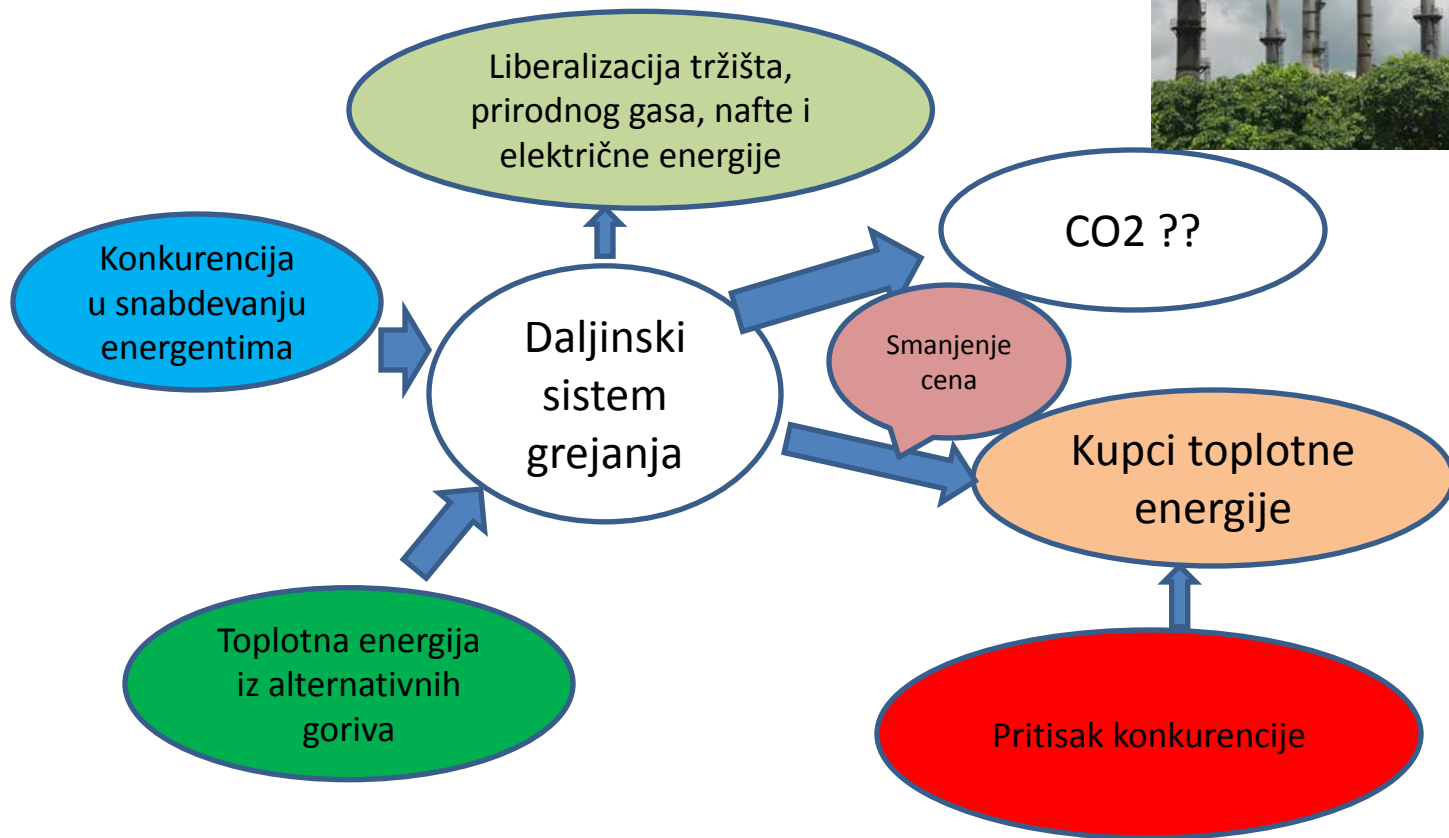 Liberalizacija tržišta,
prirodnog gasa, nafte i
električne energije
CO2 ??
Konkurencija
u snabdevanju
energentima
Daljinski
sistem
grejanja
Smanjenje
cena
Kupci toplotne
energije
Toplotna energija
iz alternativnih
goriva
Pritisak konkurencije